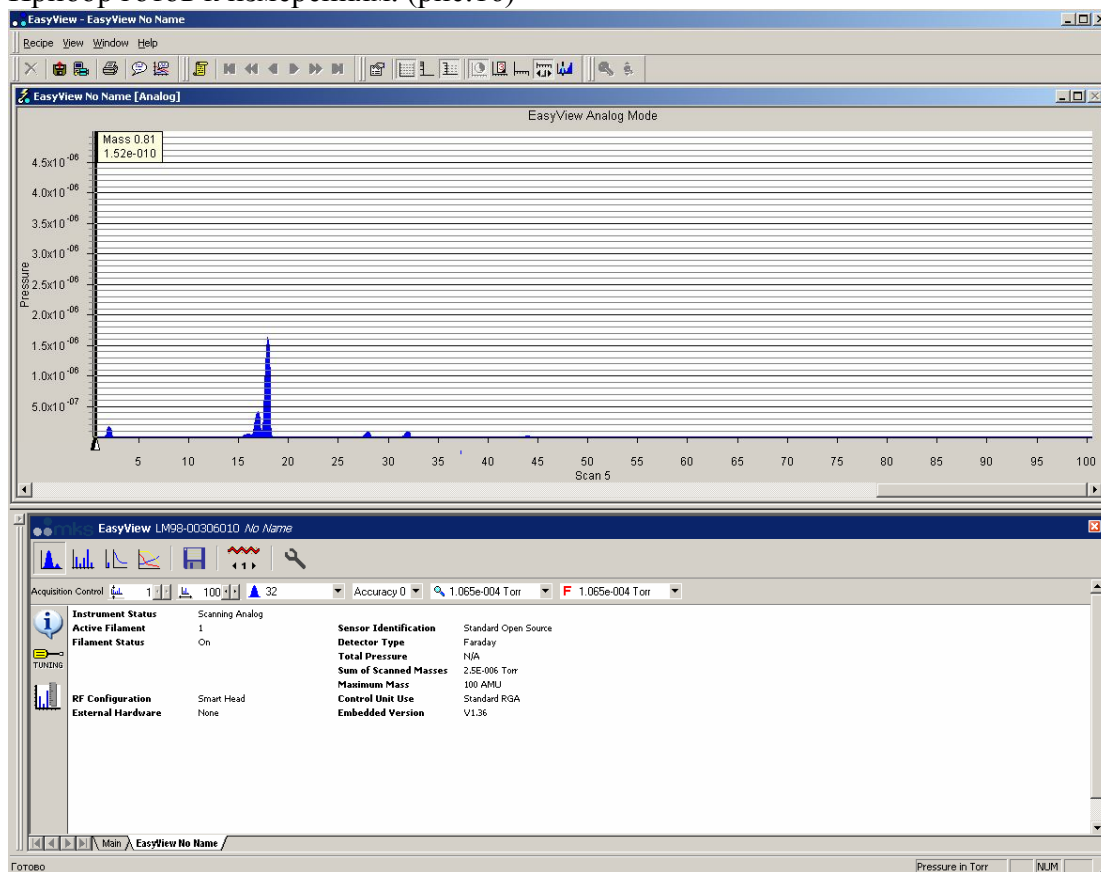 Прибор готов к измерениям. (рис.16)
EasyView - EasyView No Name
Recipe View Window Help
EasyView No Name [Analog]
EasyView Analog Mode
Mass 0.81
1.52e-010
4.5x10-06
4.0x10-06
3.5x10-06
3.0x10-06
2.5x10-06
2.0x10-06
1.5x10-06
1.0x10-06
5.0x10-07
Pressure
5 10 15 20 25 30 35 40 45 50 55 60 65 70 75 80 85 90 95 100
Scan 5
mks EasyView LM98-00306010 No Name
Acquisition Control 1 100 32 Accuracy 0 1.065e-004 Torr F 1.065e-004 Torr
Instrument Status Scanning Analog
Active Filament 1 Sensor Identification Standard Open Source
Filament Status On Detector Type Faraday
TUNING
Total Pressure N/A
Sum of Scanned Masses 2.5E-006 Torr
Maximum Mass 100 AMU
RF Configuration Smart Head Control Unit Use Standard RGA
External Hardware None Embedded Version V1.36
Main EasyView No Name
Готово Pressure in Torr NUM